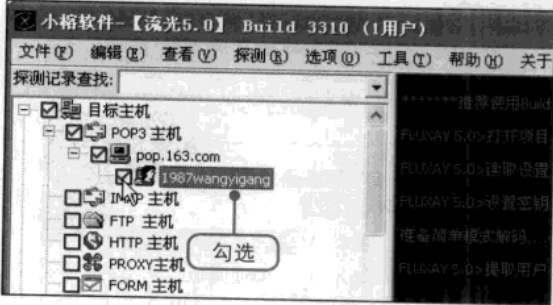 小榕软件-【流光5.0】 Build 3310 (1用户)
文件(F) 编辑(E) 查看(V) 探测(R) 选项(O) 工具(T) 帮助(H) 关于
探测记录查找:
目标主机
POP3 主机
pop.163.com
1987wangyigang
IMAP 主机
FTP 主机
HTTP 主机
PROXY主机
FORM 主机
勾选
*******推荐使用Build
FLUXAY 5.0>打开项目
FLUXAY 5.0>读取设置
FLUXAY 5.0>设置密钥
准备简单模式解码....
FLUXAY 5.0>提取用户